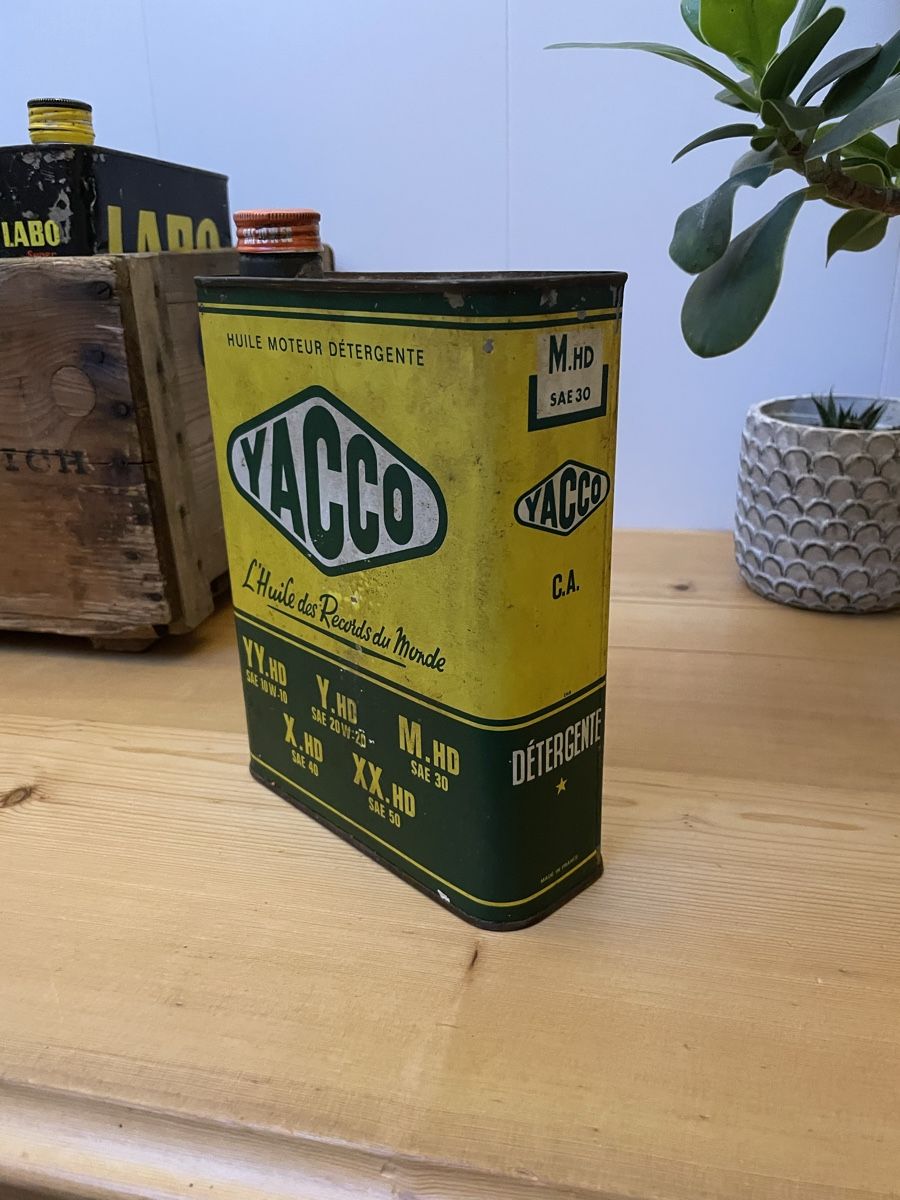 LABO
LABO
ICH
HUILE MOTEUR DÉTERGENTE
YACCO
L'Huile des Records du Monde
YY.HD
SAE 10W-10
Y.HD
SAE 20W-20
M.HD
SAE 30
X.HD
SAE 40
XX.HD
SAE 50
M.HD
SAE 30
YACCO
C.A.
DÉTERGENTE
MADE IN FRANCE